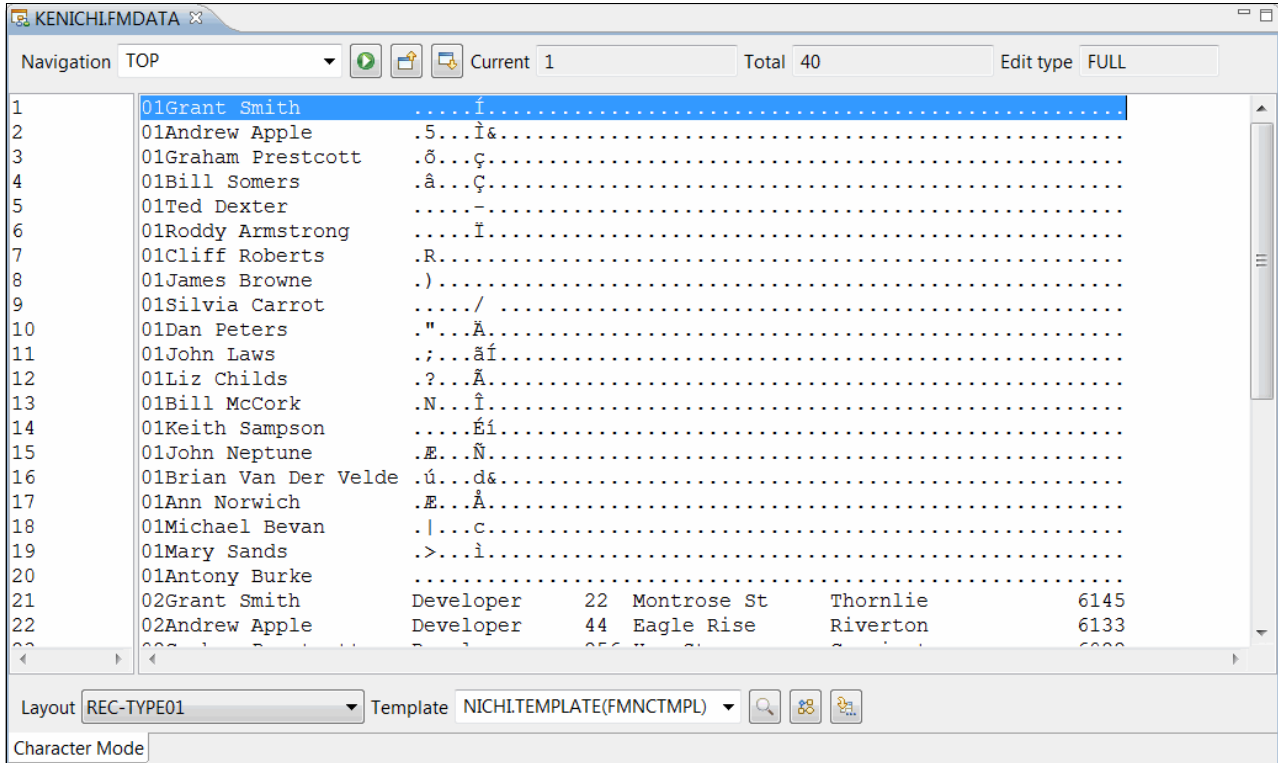 KENICHI.FMDATA
Navigation TOP Current 1 Total 40 Edit type FULL
1 01Grant Smith .....Í......................................................
2 01Andrew Apple .5...Ì&.....................................................
3 01Graham Prestcott .õ...ç......................................................
4 01Bill Somers .â...Ç......................................................
5 01Ted Dexter .....-......................................................
6 01Roddy Armstrong .....Ï......................................................
7 01Cliff Roberts .R..........................................................
8 01James Browne .)..........................................................
9 01Silvia Carrot ...../ .....................................................
10 01Dan Peters ."...Ä......................................................
11 01John Laws .;...ãÍ.....................................................
12 01Liz Childs .?...Ã......................................................
13 01Bill McCork .N...Î......................................................
14 01Keith Sampson .....Éí.....................................................
15 01John Neptune .Æ...Ñ......................................................
16 01Brian Van Der Velde .ú...d&.....................................................
17 01Ann Norwich .Æ...Å......................................................
18 01Michael Bevan .|...c......................................................
19 01Mary Sands .>...ì......................................................
20 01Antony Burke ............................................................
21 02Grant Smith Developer 22 Montrose St Thornlie 6145
22 02Andrew Apple Developer 44 Eagle Rise Riverton 6133
Layout REC-TYPE01 Template NICHI.TEMPLATE(FMNCTMPL)
Character Mode